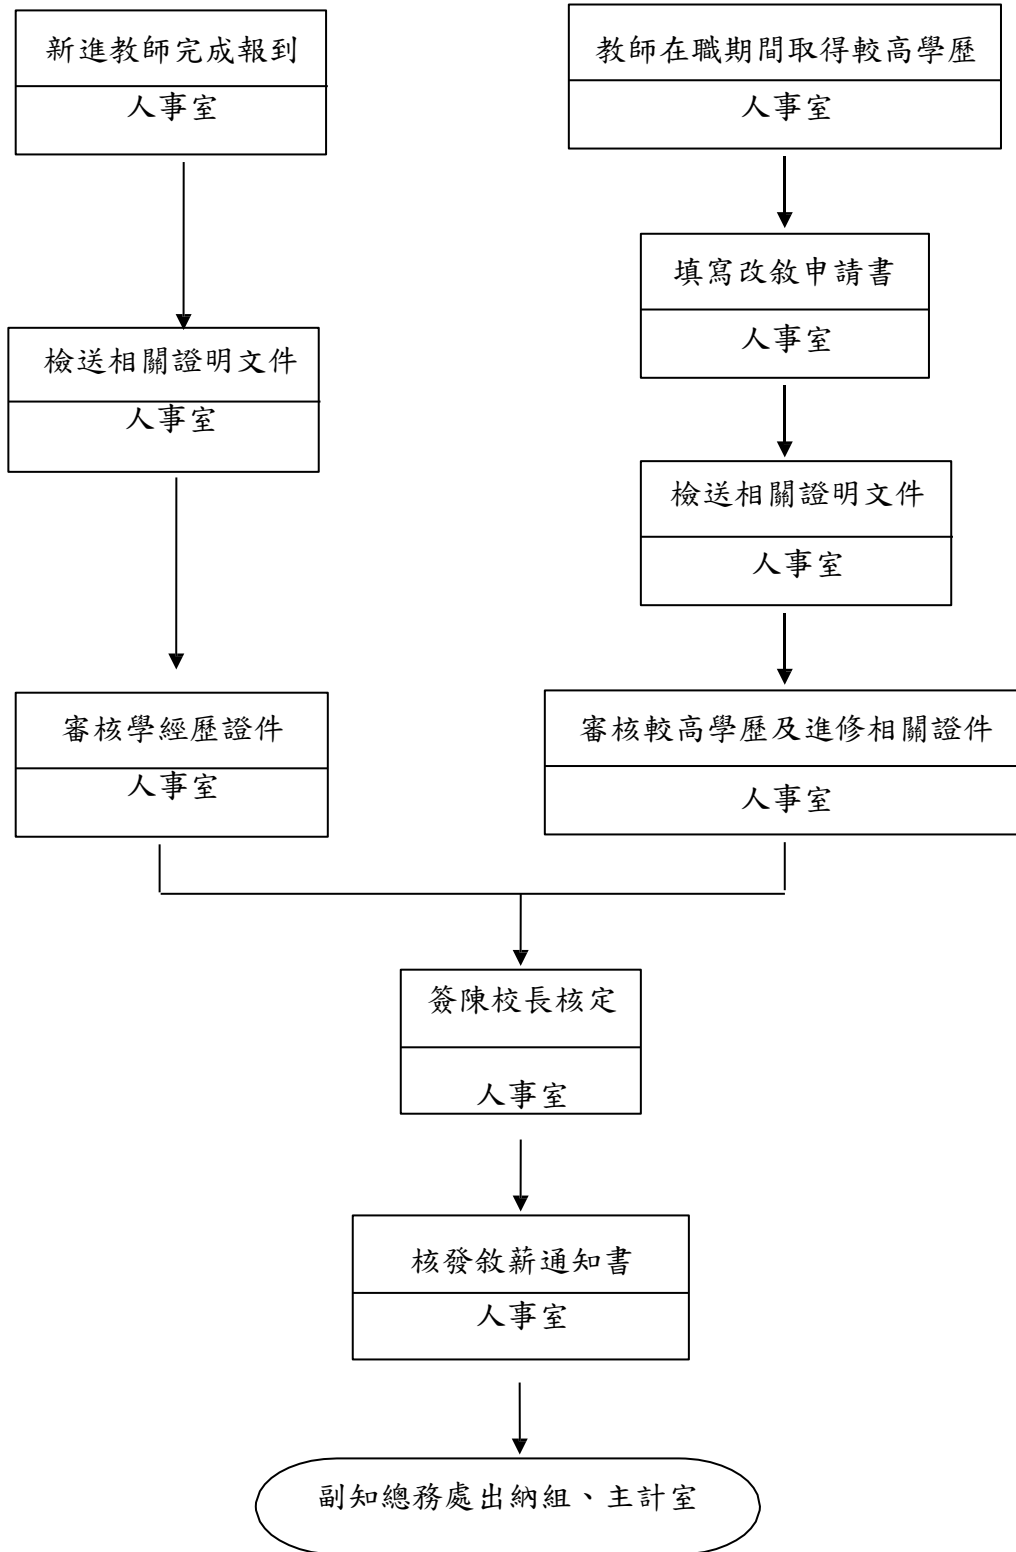 新進教師完成報到
人事室
檢送相關證明文件
人事室
審核學經歷證件
人事室
教師在職期間取得較高學歷
人事室
填寫改敘申請書
人事室
檢送相關證明文件
人事室
審核較高學歷及進修相關證件
人事室
簽陳校長核定
人事室
核發敘薪通知書
人事室
副知總務處出納組、主計室